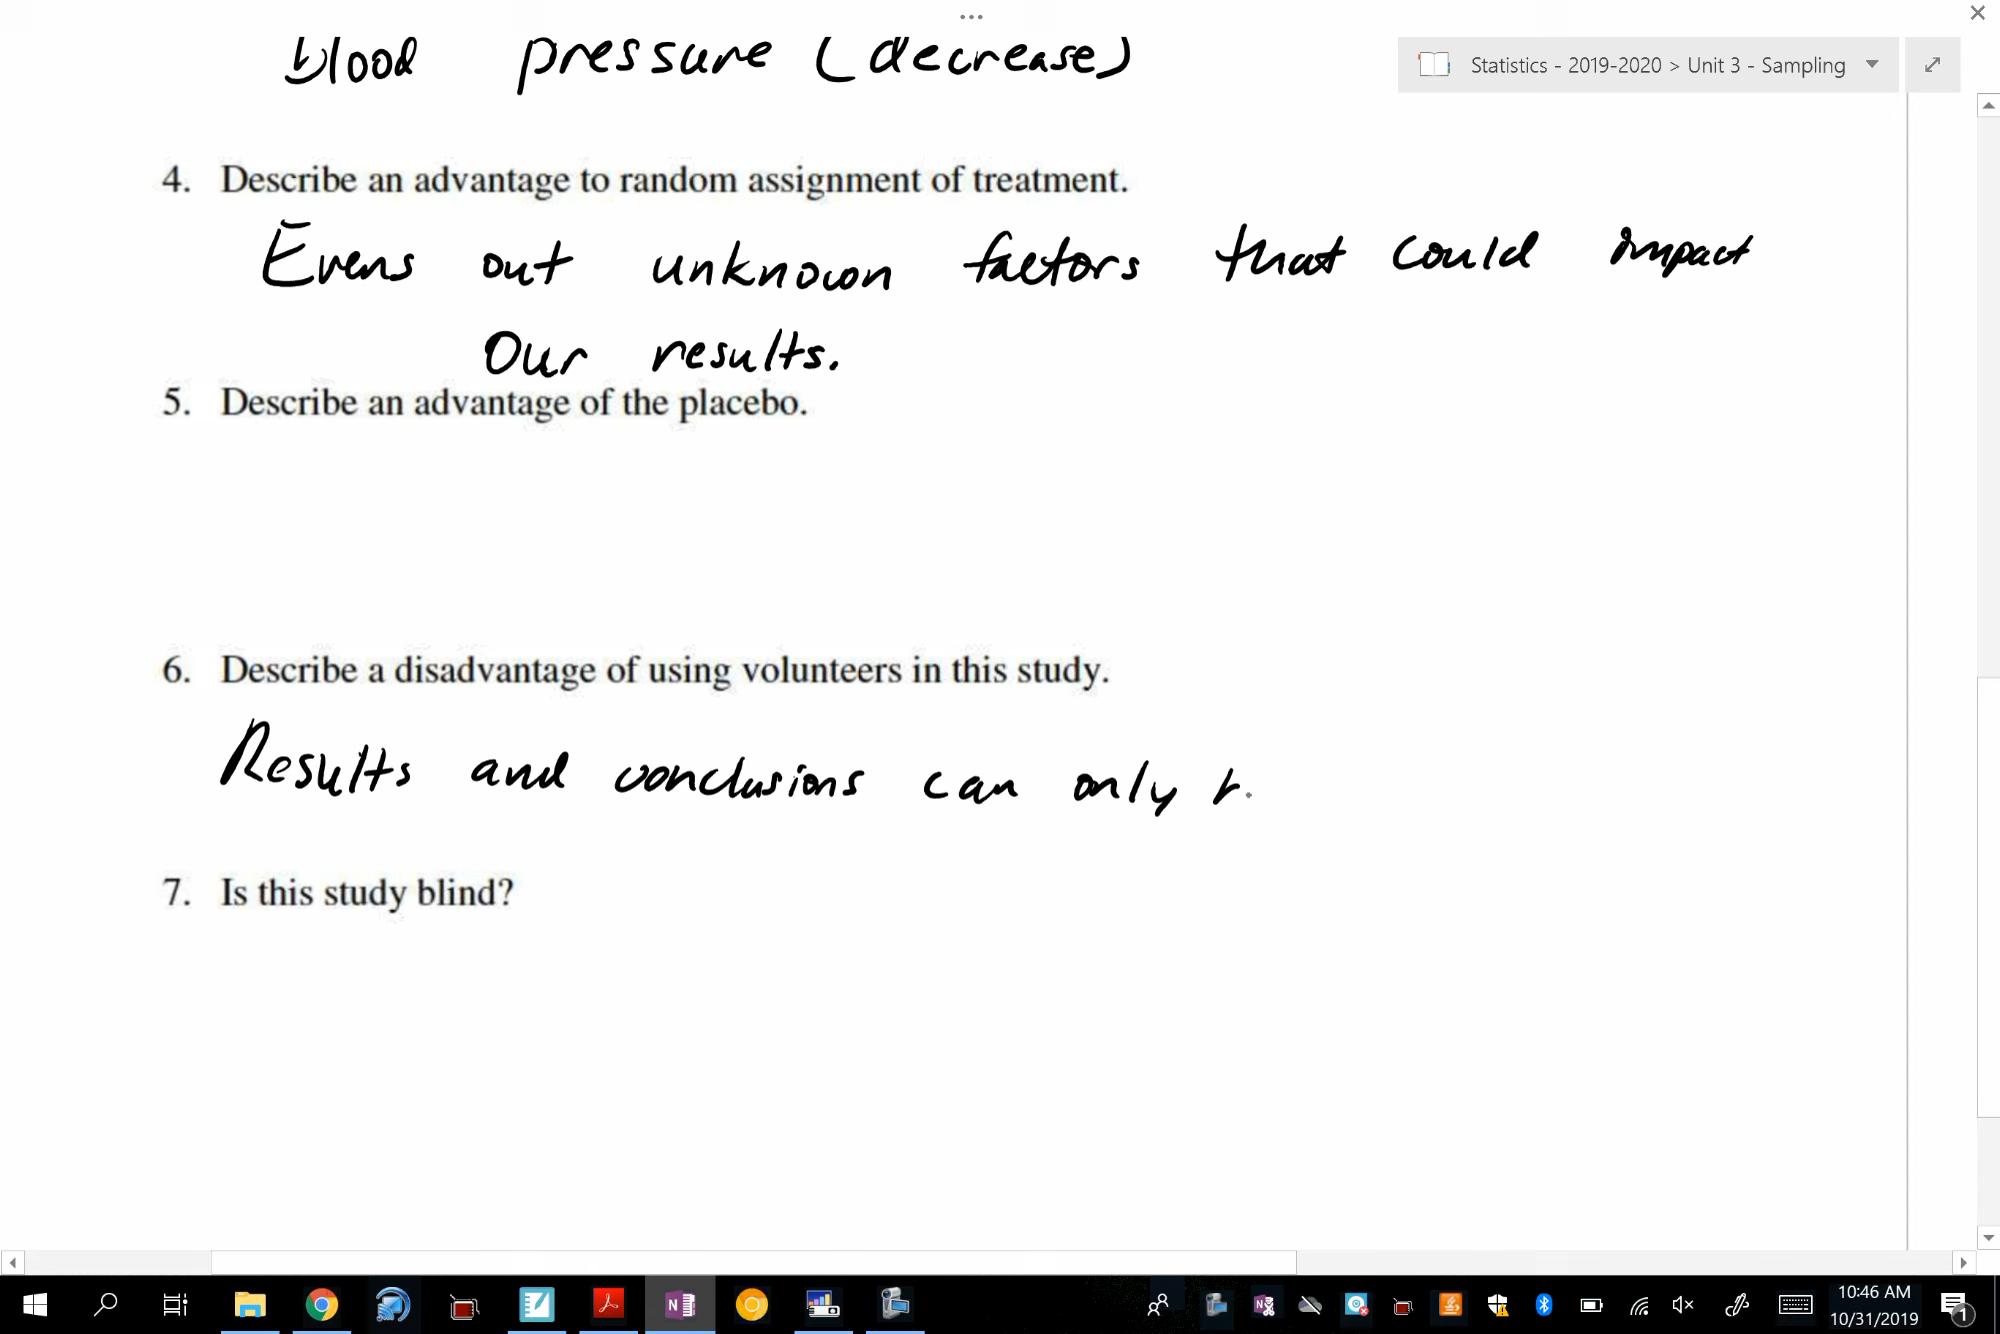 blood pressure (decrease)
Statistics - 2019-2020 > Unit 3 - Sampling
4. Describe an advantage to random assignment of treatment.
Evens out unknown factors that could impact
Our results.
5. Describe an advantage of the placebo.
6. Describe a disadvantage of using volunteers in this study.
Results and conclusions can only
7. Is this study blind?
10:46 AM
10/31/2019
1